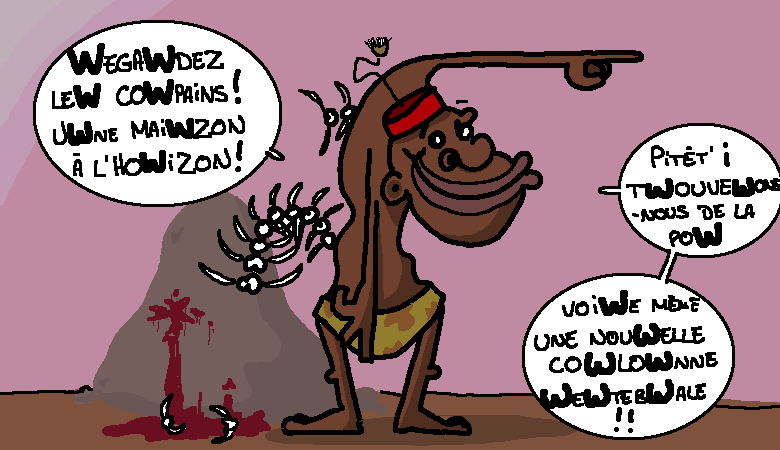 WEGAWDEZ
LEW COWPAINS!
UWNE MAIWZON
À L'HOWIZON!
PITÊT' I
TWOUVEWONS
-NOUS DE LA
POW
VOIWE MÊME
UNE NOUWELLE
COWLOWNNE
WEWTEBWALE
!!